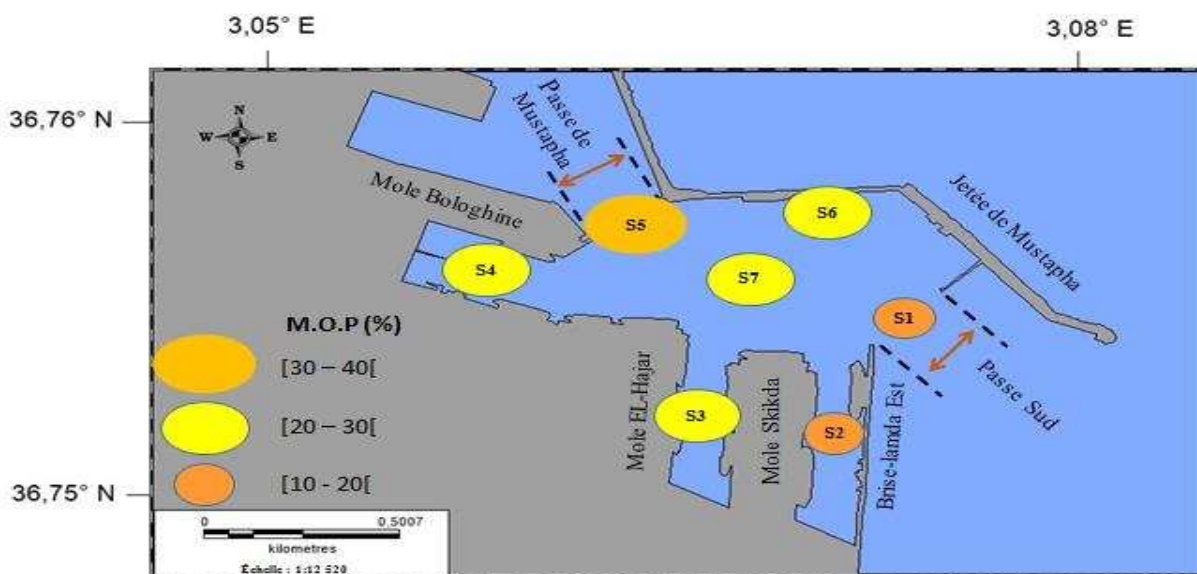 3,05° E
3,08° E
36,76° N
N
W
E
S
Passe de
Mustapha
Mole Bologhine
Jetée de Mustapha
S6
S5
S4
S7
S1
M.O.P (%)
[30 – 40[
[20 – 30[
[10 - 20[
Mole EL-Hajar
Mole Skikda
Brise-lamda Est
Passe Sud
S3
S2
36,75° N
0
0,5007
kilometres
Échelle : 1:12 520